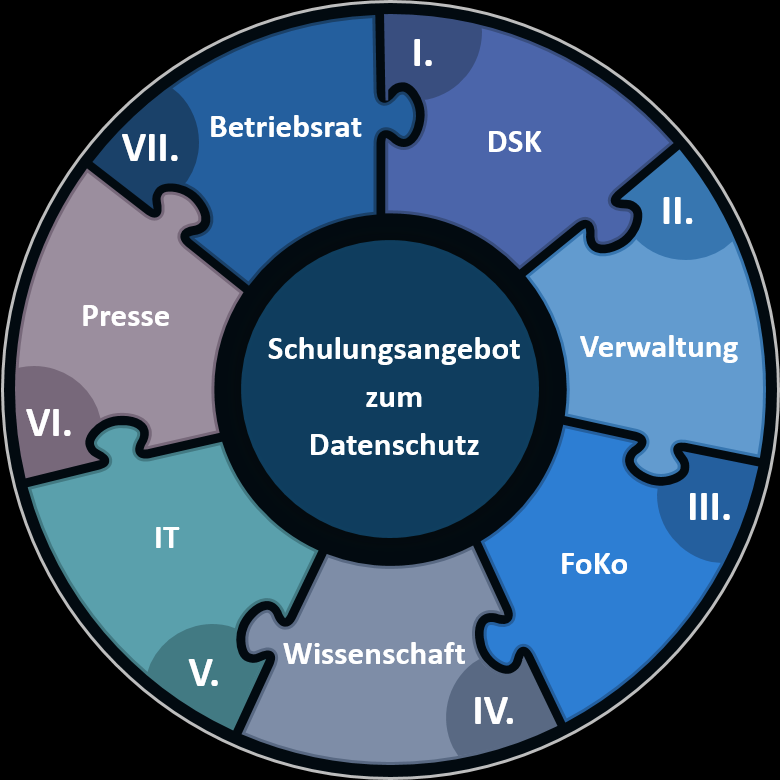 Schulungsangebot
zum
Datenschutz
I.
DSK
II.
Verwaltung
III.
FoKo
IV.
Wissenschaft
V.
IT
VI.
Presse
VII.
Betriebsrat